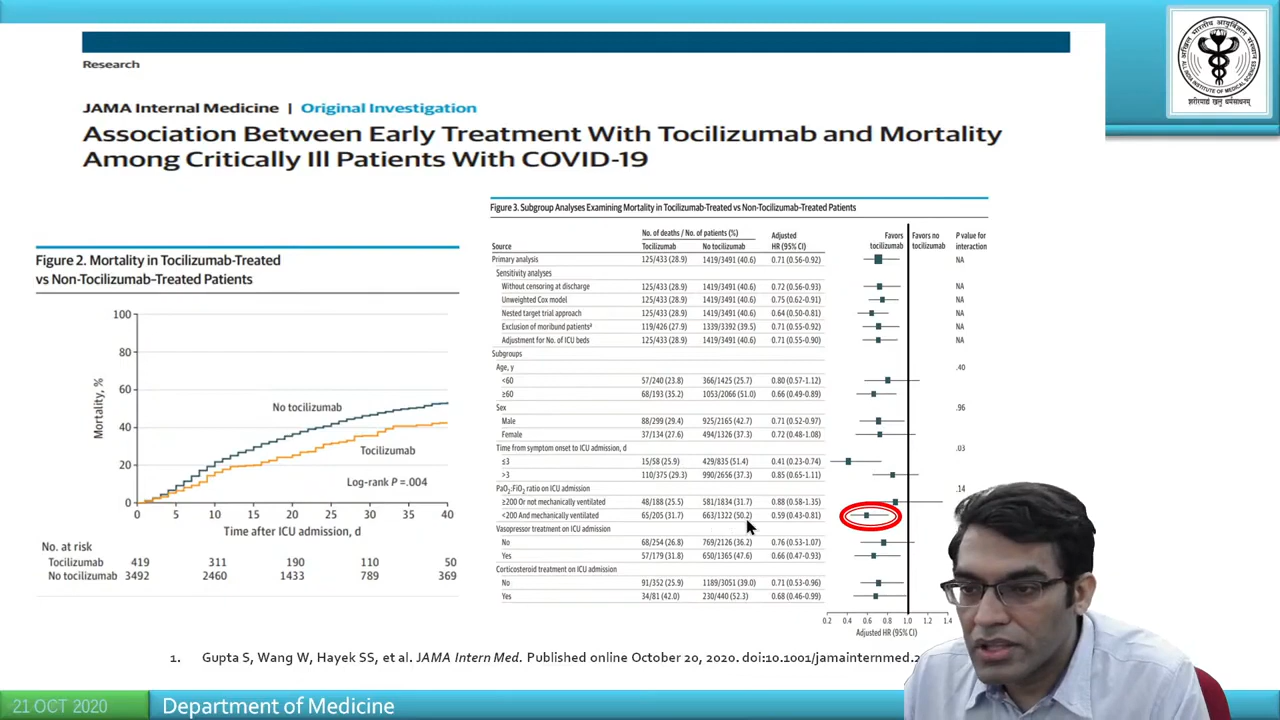 Research
JAMA Internal Medicine | Original Investigation
Association Between Early Treatment With Tocilizumab and Mortality
Among Critically Ill Patients With COVID-19
Figure 2. Mortality in Tocilizumab-Treated
vs Non-Tocilizumab-Treated Patients
100
80
60
40
20
0
Mortality, %
No tocilizumab
Tocilizumab
Log-rank P =.004
0 5 10 15 20 25 30 35 40
Time after ICU admission, d
No. at risk
Tocilizumab 419 311 190 110 50
No tocilizumab 3492 2460 1433 789 369
Figure 3. Subgroup Analyses Examining Mortality in Tocilizumab-Treated vs Non-Tocilizumab-Treated Patients
No. of deaths / No. of patients (%) Adjusted Favors Favors no P value for
Source Tocilizumab No tocilizumab HR (95% CI) tocilizumab tocilizumab interaction
Primary analysis 125/433 (28.9) 1419/3491 (40.6) 0.71 (0.56-0.92) NA
Sensitivity analyses
Without censoring at discharge 125/433 (28.9) 1419/3491 (40.6) 0.72 (0.56-0.93) NA
Unweighted Cox model 125/433 (28.9) 1419/3491 (40.6) 0.75 (0.62-0.91) NA
Nested target trial approach 125/433 (28.9) 1419/3491 (40.6) 0.64 (0.50-0.81) NA
Exclusion of moribund patientsa 119/426 (27.9) 1339/3392 (39.5) 0.71 (0.55-0.92) NA
Adjustment for No. of ICU beds 125/433 (28.9) 1419/3491 (40.6) 0.71 (0.55-0.90) NA
Subgroups
Age, y .40
<60 57/240 (23.8) 366/1425 (25.7) 0.80 (0.57-1.12)
≥60 68/193 (35.2) 1053/2066 (51.0) 0.66 (0.49-0.89)
Sex .96
Male 88/299 (29.4) 925/2165 (42.7) 0.71 (0.52-0.97)
Female 37/134 (27.6) 494/1326 (37.3) 0.72 (0.48-1.08)
Time from symptom onset to ICU admission, d .03
≤3 15/58 (25.9) 429/835 (51.4) 0.41 (0.23-0.74)
>3 110/375 (29.3) 990/2656 (37.3) 0.85 (0.65-1.11)
PaO2:FiO2 ratio on ICU admission .14
≥200 Or not mechanically ventilated 48/188 (25.5) 581/1834 (31.7) 0.88 (0.58-1.35)
<200 And mechanically ventilated 65/205 (31.7) 663/1322 (50.2) 0.59 (0.43-0.81)
Vasopressor treatment on ICU admission
No 68/254 (26.8) 769/2126 (36.2) 0.76 (0.53-1.07)
Yes 57/179 (31.8) 650/1365 (47.6) 0.66 (0.47-0.93)
Corticosteroid treatment on ICU admission
No 91/352 (25.9) 1189/3051 (39.0) 0.71 (0.53-0.96)
Yes 34/81 (42.0) 230/440 (52.3) 0.68 (0.46-0.99)
0.2 0.4 0.6 0.8 1.0 1.2 1.4
Adjusted HR (95% CI)
1. Gupta S, Wang W, Hayek SS, et al. JAMA Intern Med. Published online October 20, 2020. doi:10.1001/jamainternmed.2
21 OCT 2020
Department of Medicine